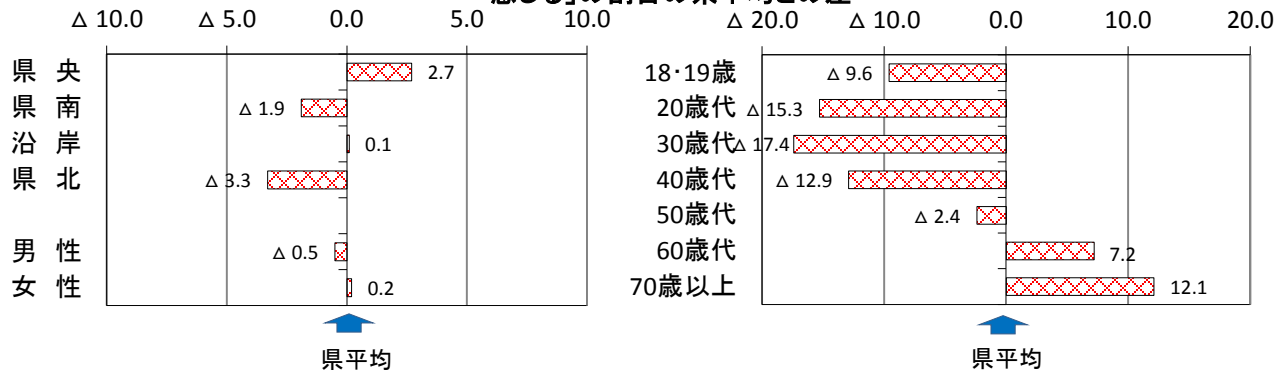 △ 10.0 △ 5.0 0.0 5.0 10.0
県 央 2.7
県 南 △ 1.9
沿 岸 0.1
県 北 △ 3.3
男 性 △ 0.5
女 性 0.2
県平均
△ 20.0 △ 10.0 0.0 10.0 20.0
18・19歳 △ 9.6
20歳代 △ 15.3
30歳代 △ 17.4
40歳代 △ 12.9
50歳代 △ 2.4
60歳代 7.2
70歳以上 12.1
県平均